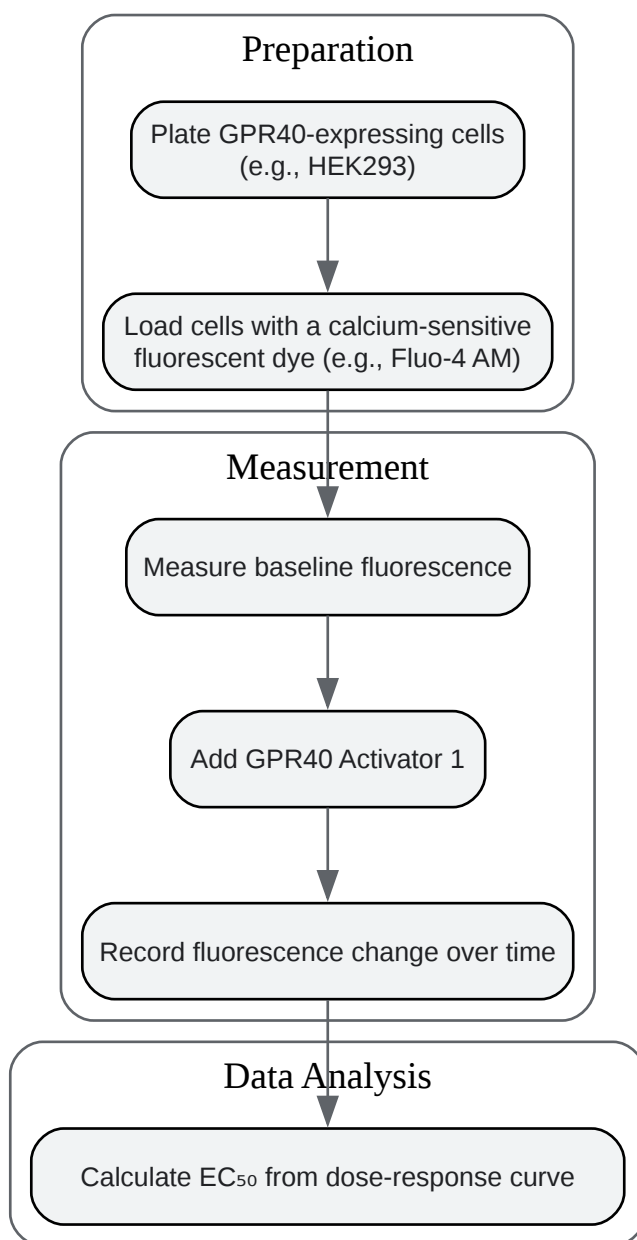 Preparation
Plate GPR40-expressing cells
(e.g., HEK293)
Load cells with a calcium-sensitive
fluorescent dye (e.g., Fluo-4 AM)
Measurement
Measure baseline fluorescence
Add GPR40 Activator 1
Record fluorescence change over time
Data Analysis
Calculate EC₅₀ from dose-response curve